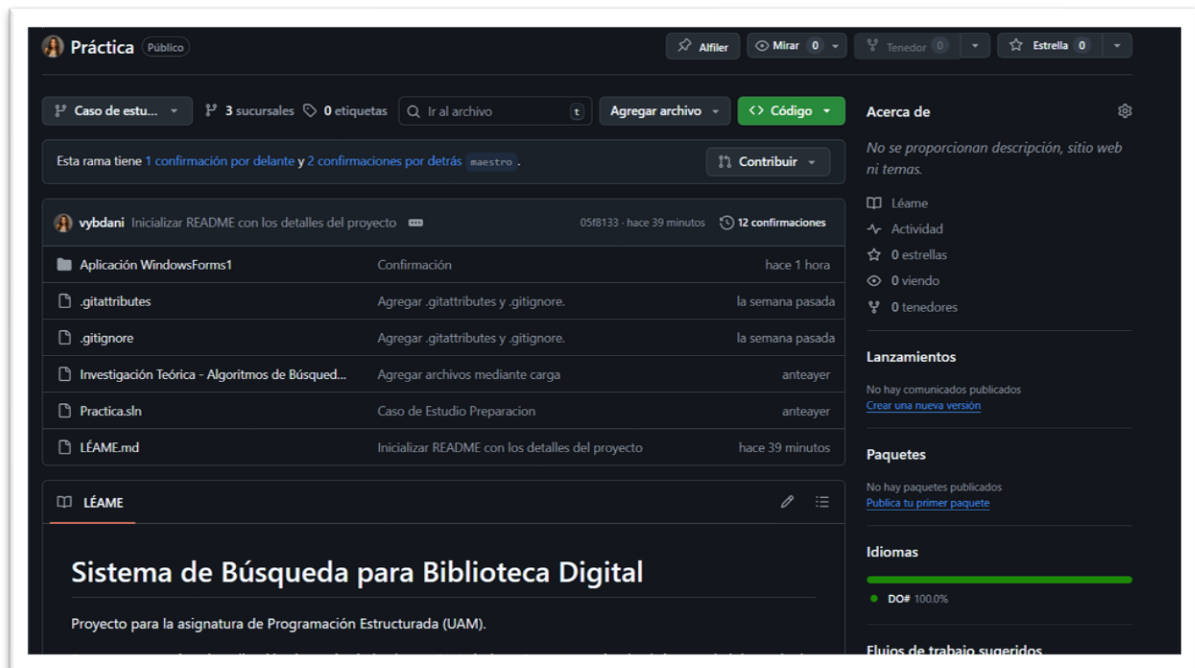 Práctica Público Alfiler Mirar 0 Tenedor 0 Estrella 0
Caso de estu... 3 sucursales 0 etiquetas Ir al archivo t Agregar archivo Código
Esta rama tiene 1 confirmación por delante y 2 confirmaciones por detrás maestro .
Contribuir
vybdani Inicializar README con los detalles del proyecto 05f8133 · hace 39 minutos 12 confirmaciones
Aplicación WindowsForms1 Confirmación hace 1 hora
.gitattributes Agregar .gitattributes y .gitignore. la semana pasada
.gitignore Agregar .gitattributes y .gitignore. la semana pasada
Investigación Teórica - Algoritmos de Búsqued... Agregar archivos mediante carga anteayer
Practica.sln Caso de Estudio Preparacion anteayer
LÉAME.md Inicializar README con los detalles del proyecto hace 39 minutos
LÉAME
Sistema de Búsqueda para Biblioteca Digital
Proyecto para la asignatura de Programación Estructurada (UAM).
Acerca de
No se proporcionan descripción, sitio web
ni temas.
Léame
Actividad
0 estrellas
0 viendo
0 tenedores
Lanzamientos
No hay comunicados publicados
Crear una nueva versión
Paquetes
No hay paquetes publicados
Publica tu primer paquete
Idiomas
DO# 100.0%
Flujos de trabajo sugeridos